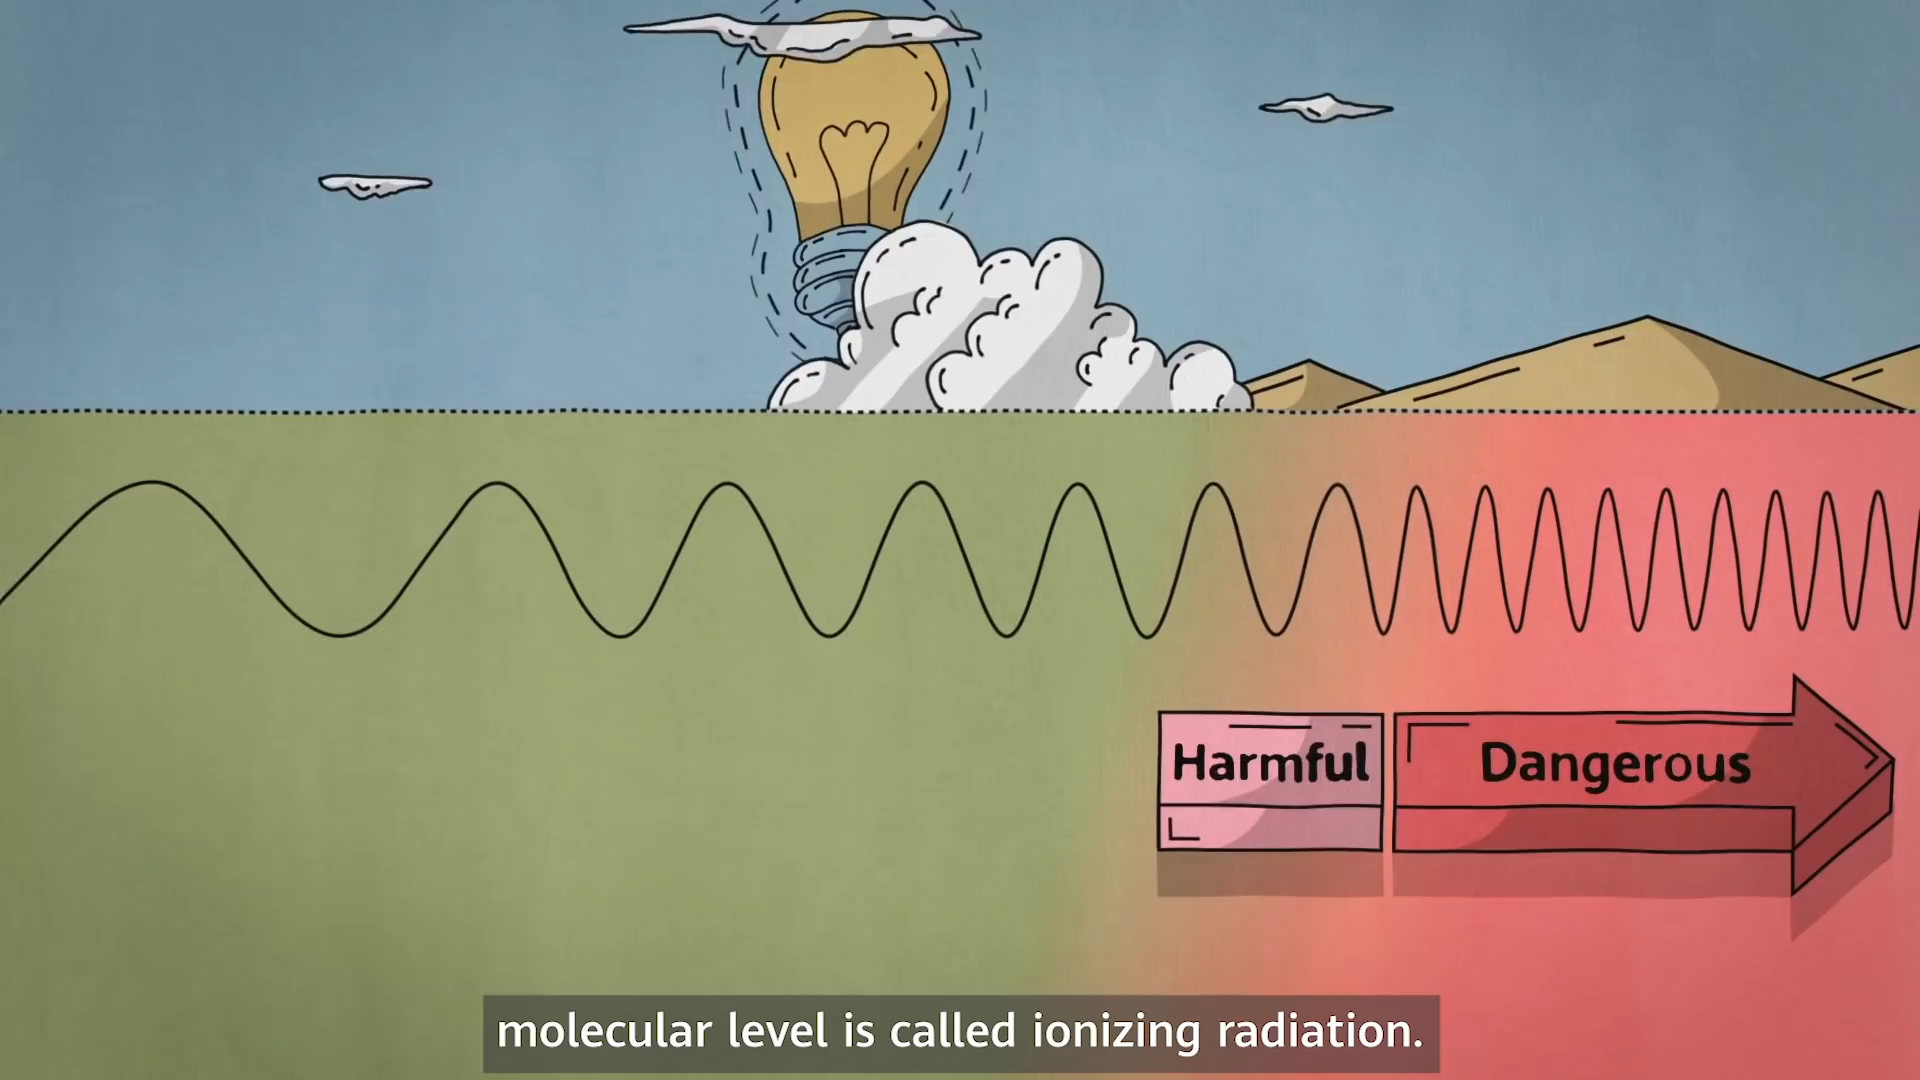 Harmful
Dangerous
molecular level is called ionizing radiation.